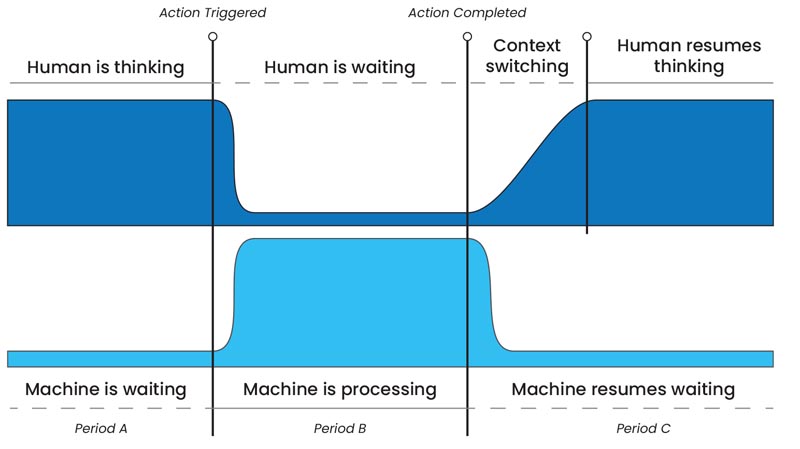 Action Triggered
Action Completed
Human is thinking
Human is waiting
Context
switching
Human resumes
thinking
Machine is waiting
Machine is processing
Machine resumes waiting
Period A
Period B
Period C